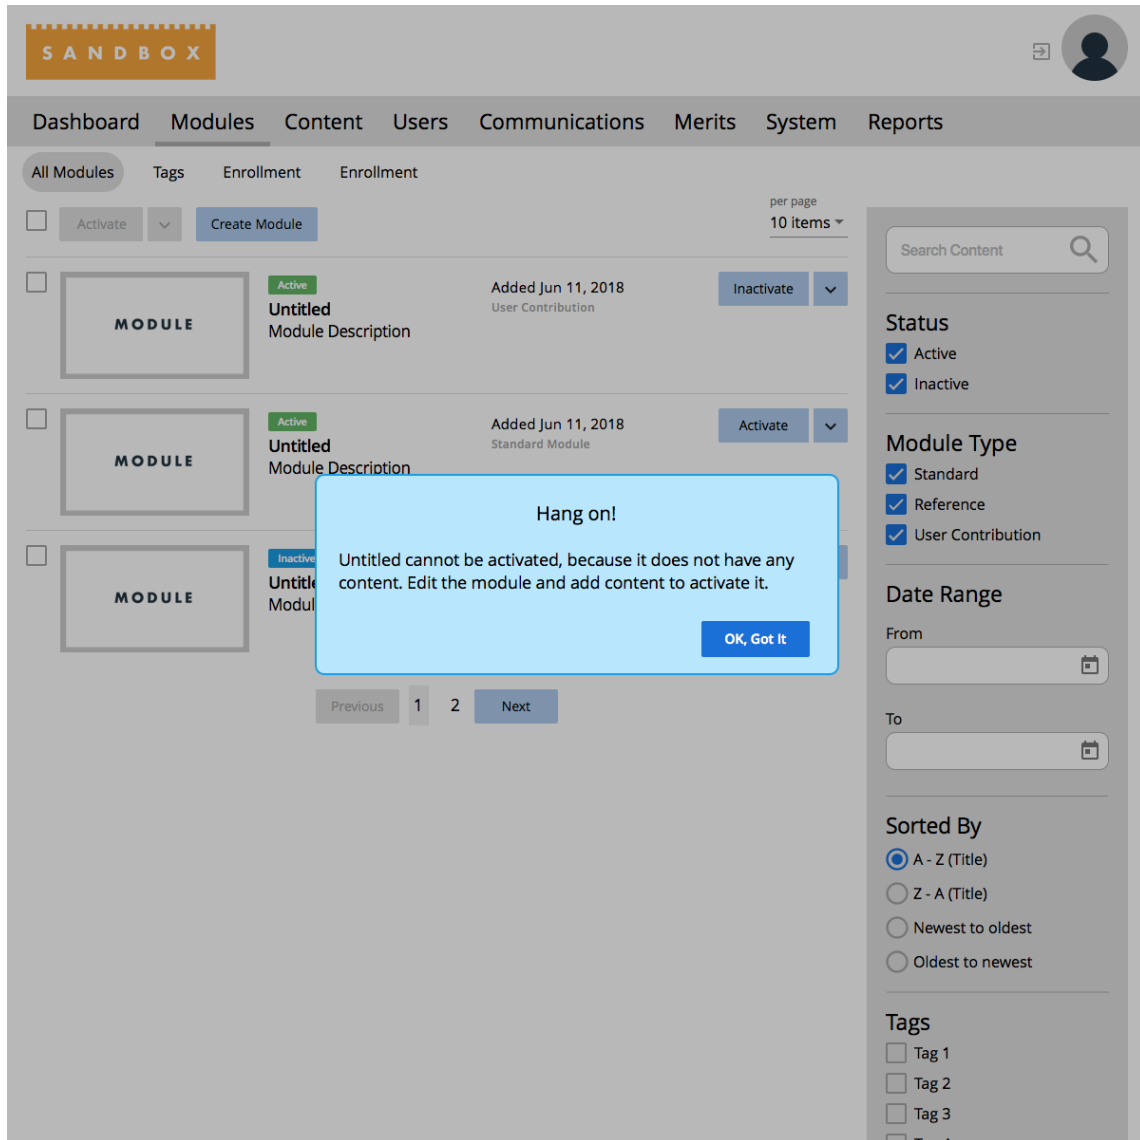 SANDBOX
Dashboard Modules Content Users Communications Merits System Reports
All Modules Tags Enrollment Enrollment
per page
Activate Create Module 10 items
Search Content
MODULE
Active
Untitled
Module Description
Added Jun 11, 2018
User Contribution
Inactivate
MODULE
Active
Untitled
Module Description
Added Jun 11, 2018
Standard Module
Activate
MODULE
Inactive
Hang on!
Untitled cannot be activated, because it does not have any
content. Edit the module and add content to activate it.
OK, Got It
Previous 1 2 Next
Status
Active
Inactive
Module Type
Standard
Reference
User Contribution
Date Range
From
To
Sorted By
A - Z (Title)
Z - A (Title)
Newest to oldest
Oldest to newest
Tags
Tag 1
Tag 2
Tag 3